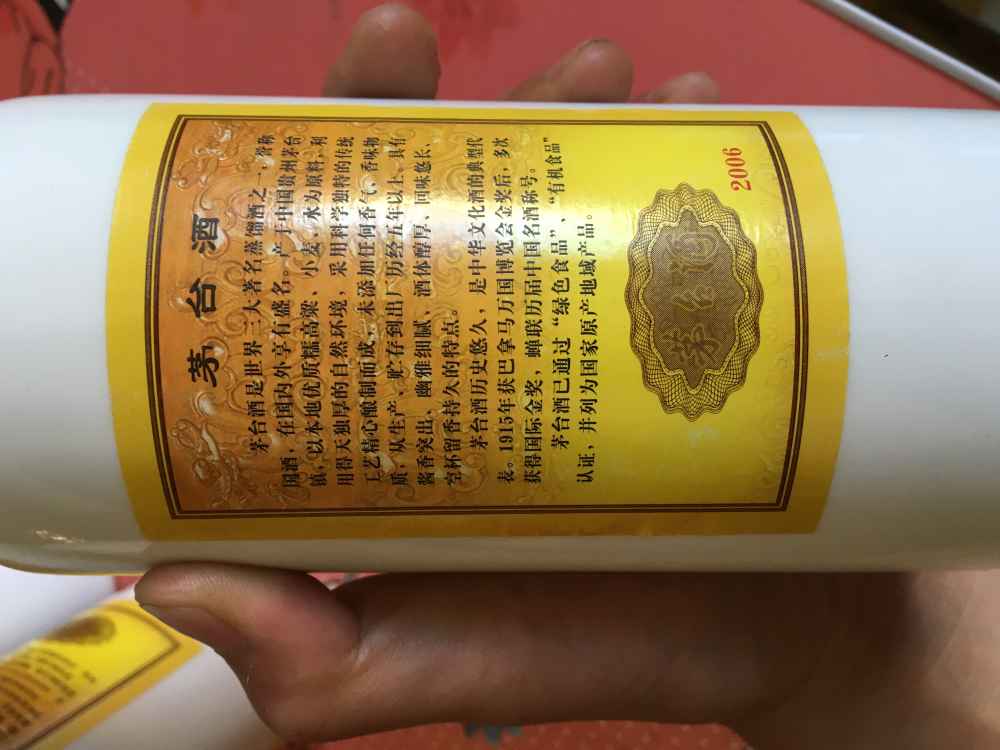 茅台酒
茅台酒是世界三大著名蒸馏酒之一，誉称
国酒，在国内外享有盛名。产于中国贵州茅台
镇，以本地优质糯高粱、小麦、水为原料，利
用得天独厚的自然环境，采用科学独特的传统
工艺精心酿制而成，未添加任何香气、香味物
质，从生产、贮存到出厂历经五年以上，具有
酱香突出、幽雅细腻、酒体醇厚、回味悠长、
空杯留香持久的特点。
茅台酒历史悠久，是中华文化酒的典型代
表。1915年获巴拿马万国博览会金奖后，多次
获得国际金奖，蝉联历届中国名酒称号。
茅台酒已通过“绿色食品”、“有机食品”
认证，并列为国家原产地域产品。
茅台酒
2006